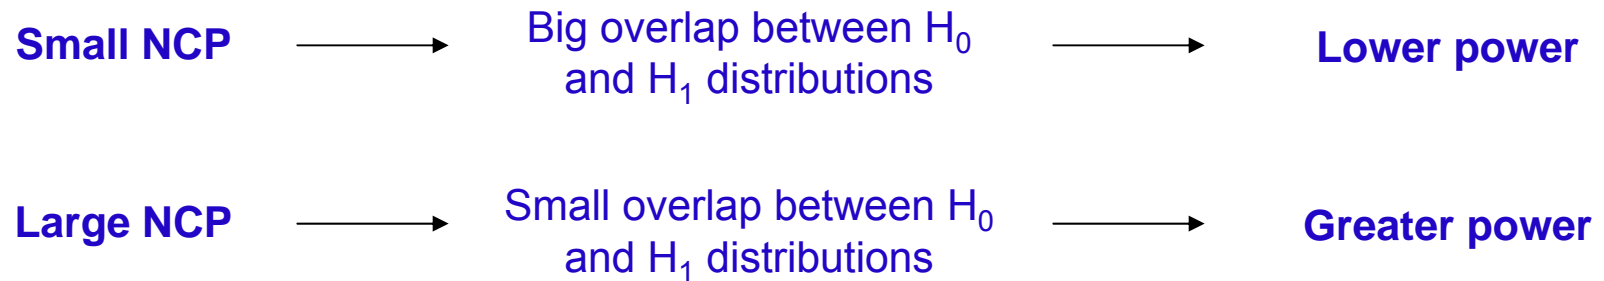 Small NCP
Big overlap between H₀
and H₁ distributions
Lower power
Large NCP
Small overlap between H₀
and H₁ distributions
Greater power